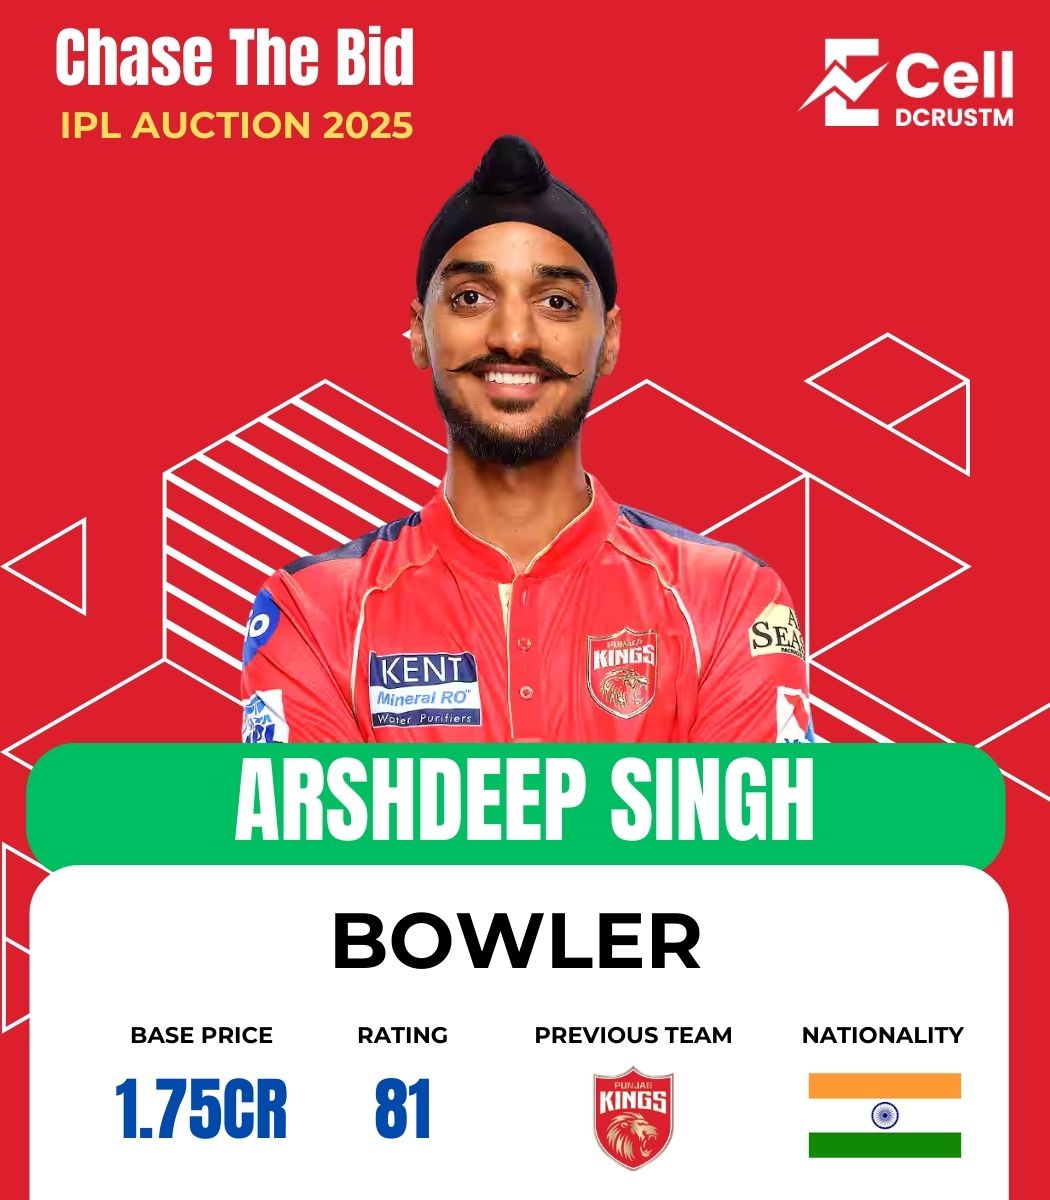 Chase The Bid
IPL AUCTION 2025
Cell
DCRUSTM
KENT
Mineral RO™
Water Purifiers
PUNJAB
KINGS
ARSHDEEP SINGH
BOWLER
BASE PRICE
RATING
PREVIOUS TEAM
NATIONALITY
1.75CR
81
PUNJAB
KINGS